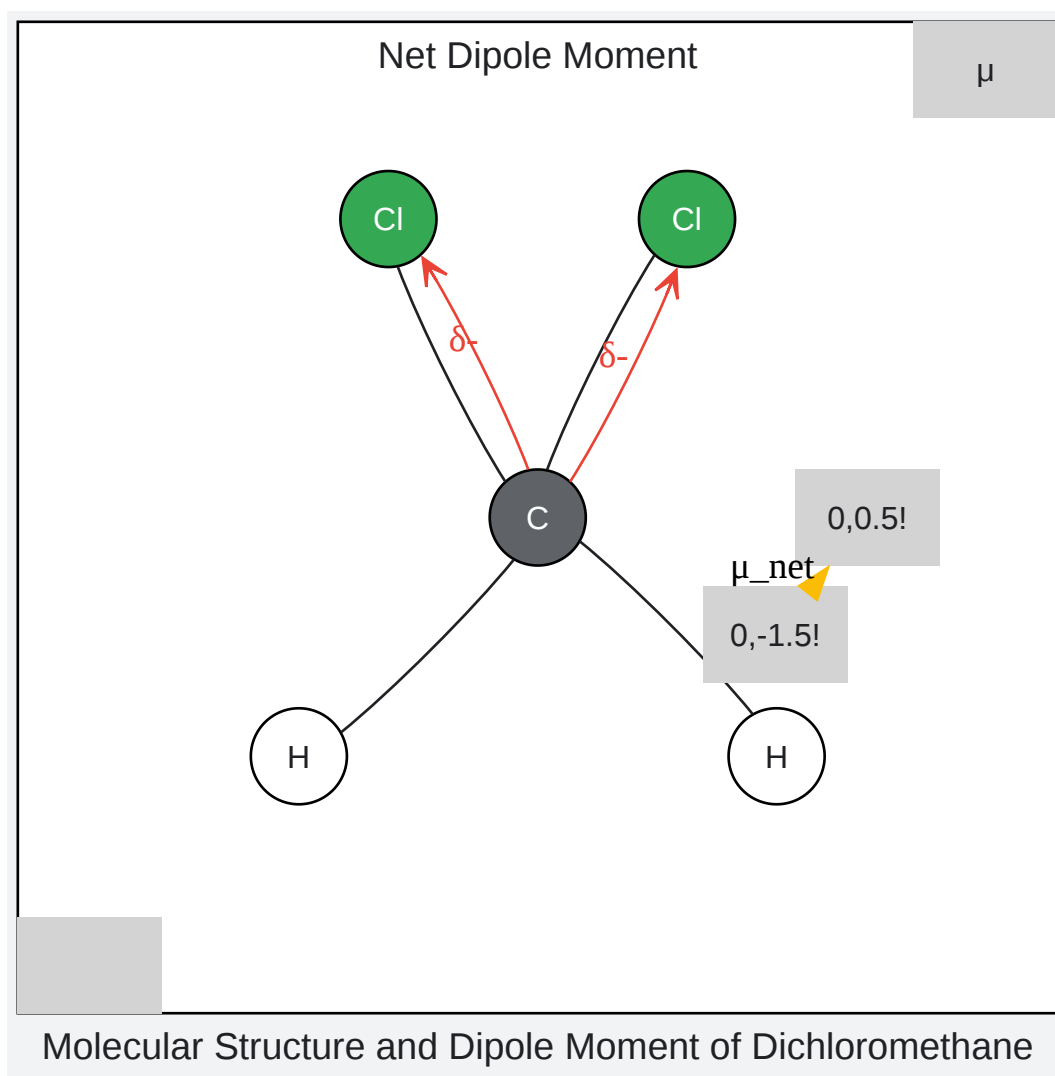 Net Dipole Moment
μ
Cl
Cl
δ-
δ-
C
0,0.5!
μ_net
0,-1.5!
H
H
Molecular Structure and Dipole Moment of Dichloromethane